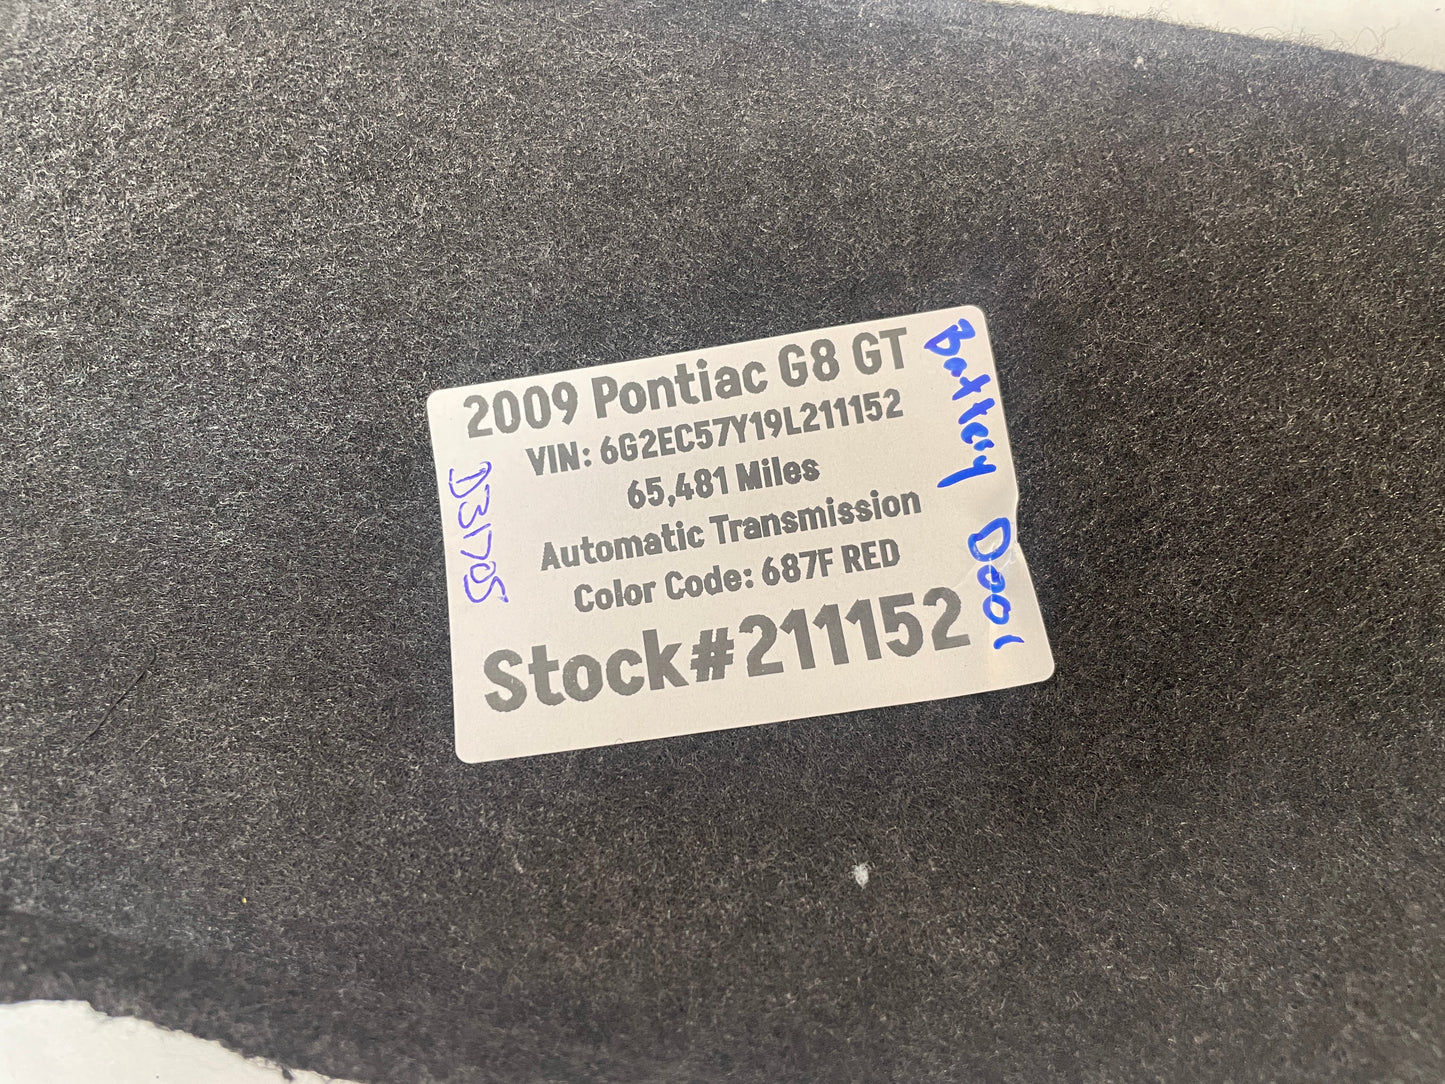 2009 Pontiac G8 GT
VIN: 6G2EC57Y19L211152
65,481 Miles
Automatic Transmission
Color Code: 687F RED
Stock#211152
Battery Door
D31705